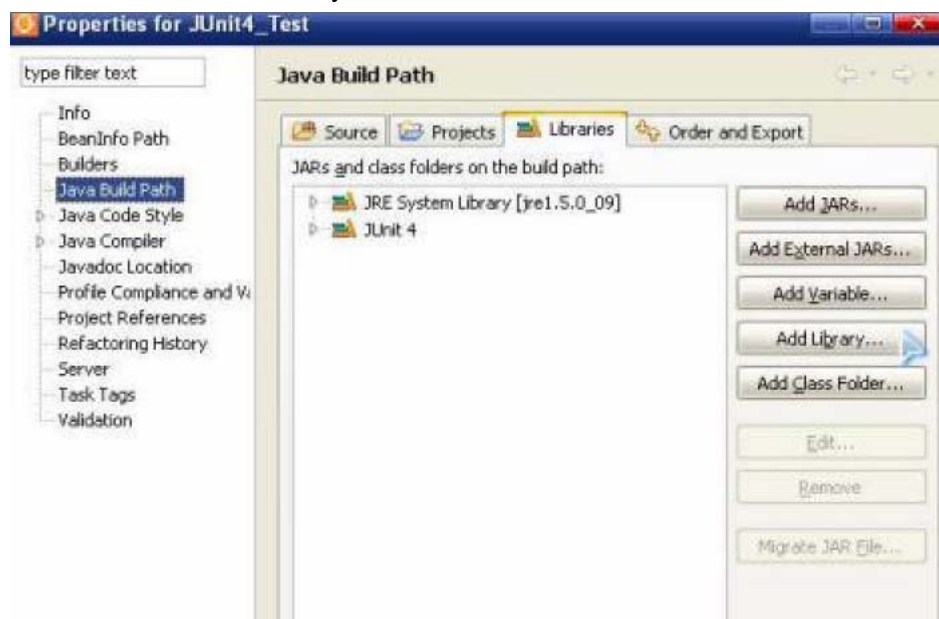 Properties for JUnit4_Test
type filter text
Info
BeanInfo Path
Builders
Java Build Path
Java Code Style
Java Compiler
Javadoc Location
Profile Compliance and Va
Project References
Refactoring History
Server
Task Tags
Validation
Java Build Path
Source Projects Libraries Order and Export
JARs and class folders on the build path:
JRE System Library [jre1.5.0_09]
JUnit 4
Add JARs...
Add External JARs...
Add Variable...
Add Library...
Add Class Folder...
Edit...
Remove
Migrate JAR File...